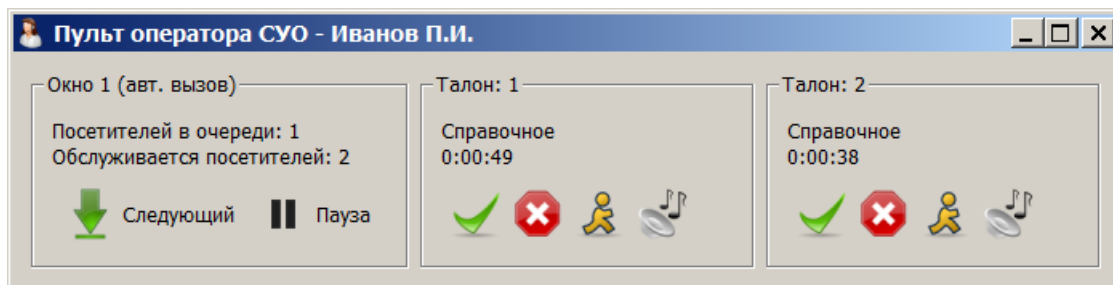 Пульт оператора СУО - Иванов П.И.
Окно 1 (авт. вызов)
Посетителей в очереди: 1
Обслуживается посетителей: 2
Следующий
Пауза
Талон: 1
Справочное
0:00:49
Талон: 2
Справочное
0:00:38